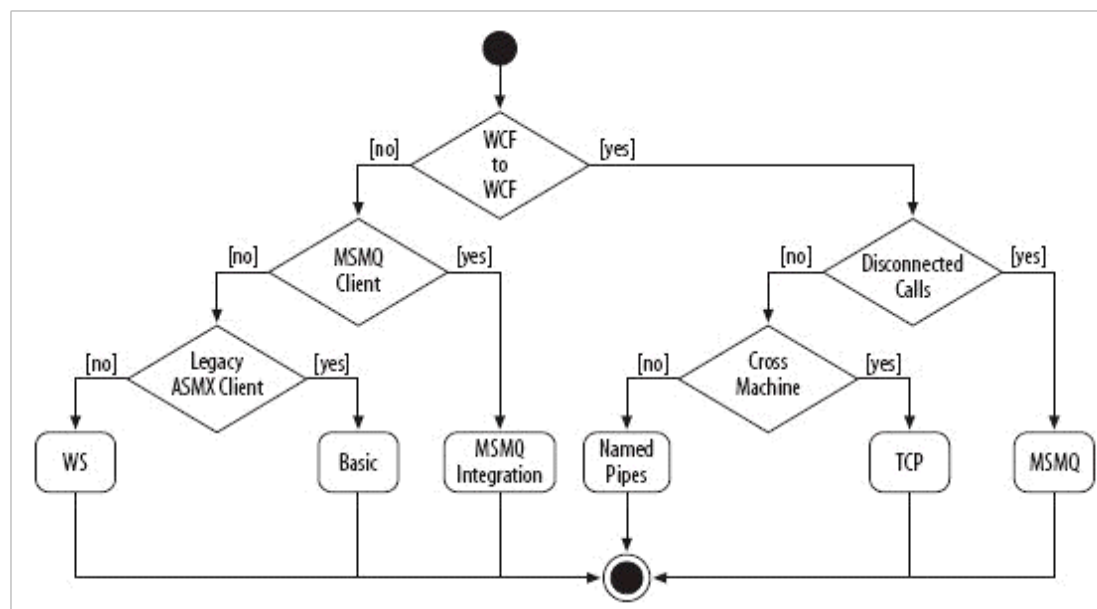 WCF
to
WCF
[no]
[yes]
MSMQ
Client
[no]
[yes]
Disconnected
Calls
[no]
[yes]
Legacy
ASMX Client
[no]
[yes]
Cross
Machine
[no]
[yes]
WS
Basic
MSMQ
Integration
Named
Pipes
TCP
MSMQ